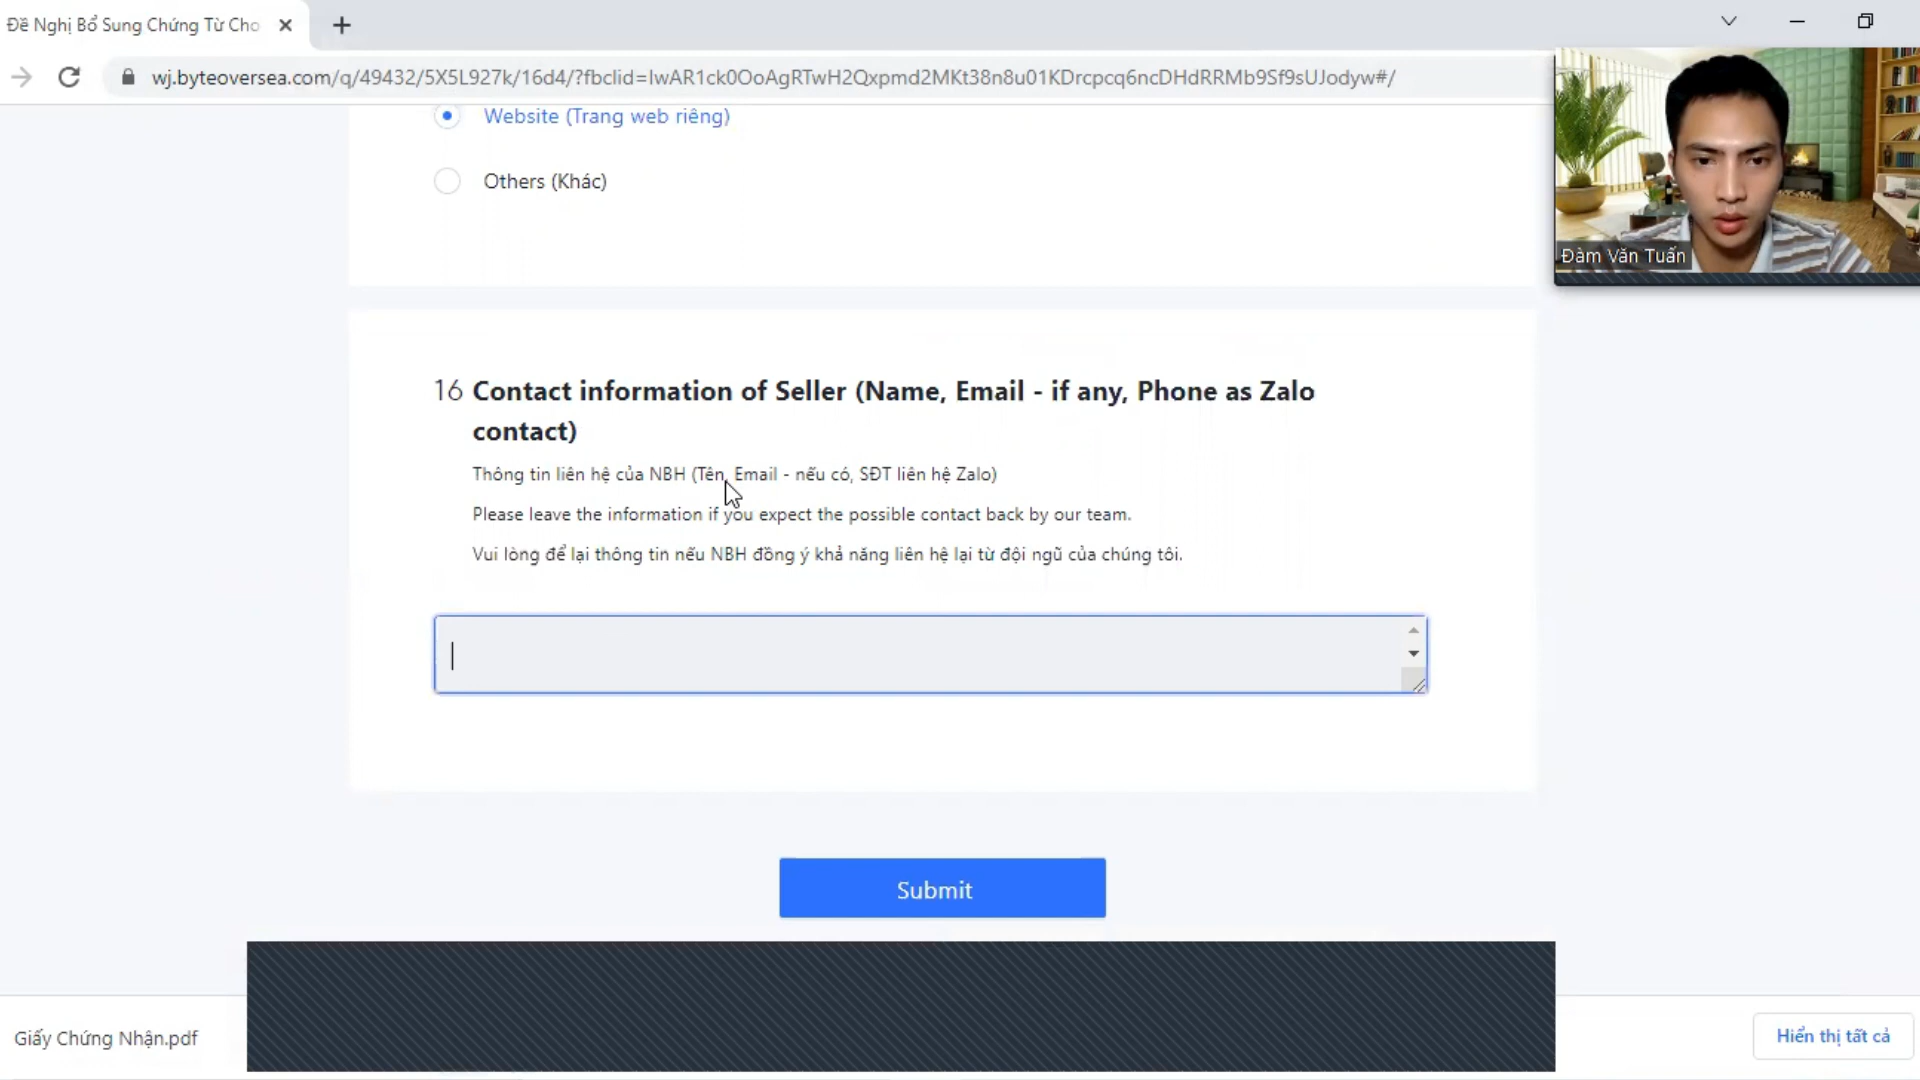 Đề Nghị Bổ Sung Chứng Từ Cho
wj.byteoversea.com/q/49432/5X5L927k/16d4/?fbclid=IwAR1ck0OoAgRTwH2Qxpmd2MKt38n8u01KDrcpcq6ncDHdRRMb9Sf9sUJodyw#/
Website (Trang web riêng)
Others (Khác)
Đàm Văn Tuấn
16 Contact information of Seller (Name, Email - if any, Phone as Zalo
contact)
Thông tin liên hệ của NBH (Tên, Email - nếu có, SĐT liên hệ Zalo)
Please leave the information if you expect the possible contact back by our team.
Vui lòng để lại thông tin nếu NBH đồng ý khả năng liên hệ lại từ đội ngũ của chúng tôi.
Submit
Giấy Chứng Nhận.pdf
Hiển thị tất cả